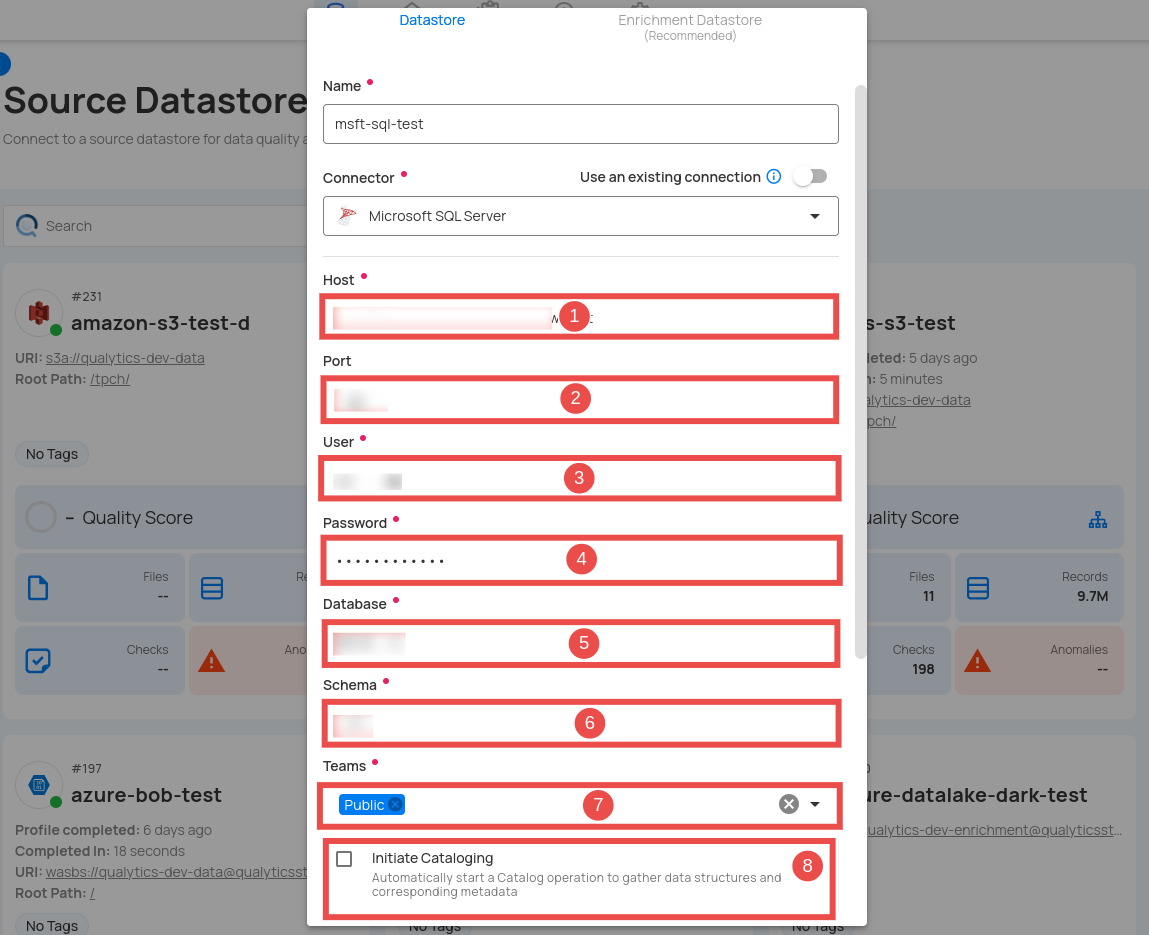 Datastore
Enrichment Datastore
(Recommended)
Source Datastore
Connect to a source datastore for data quality
Search
Name
msft-sql-test
Connector
Use an existing connection
Microsoft SQL Server
Host
1
Port
2
User
3
Password
4
Database
5
Schema
6
Teams
Public
7
Initiate Cataloging
Automatically start a Catalog operation to gather data structures and
corresponding metadata
8
#231
amazon-s3-test-d
URI: s3a://qualytics-dev-data
Root Path: /tpch/
No Tags
– Quality Score
Files
--
Checks
--
s-s3-test
5 days ago
5 minutes
alytics-dev-data
pch/
ality Score
Files
11
Records
9.7M
Checks
198
Anomalies
--
#197
azure-bob-test
Profile completed: 6 days ago
Completed in: 18 seconds
URI: wasbs://qualytics-dev-data@qualyticsst
Root Path: /
No Tags
No Tags
ure-datalake-dark-test
ualytics-dev-enrichment@qualyticsst...
No Tags